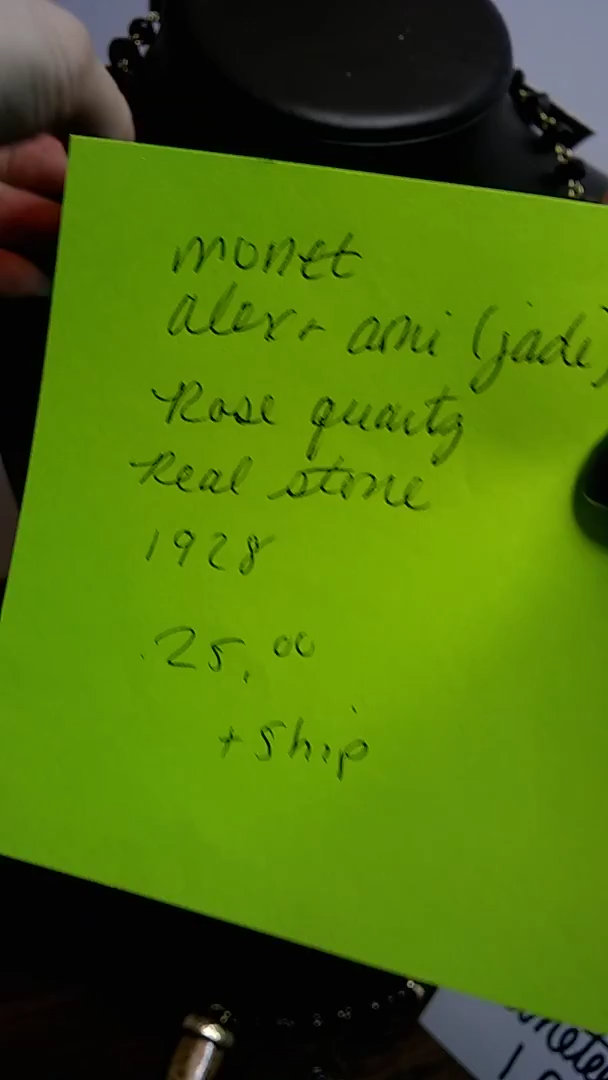 monet
alex + ani (jade)
Rose quartz
Real stone
1928
25.00
+ Ship